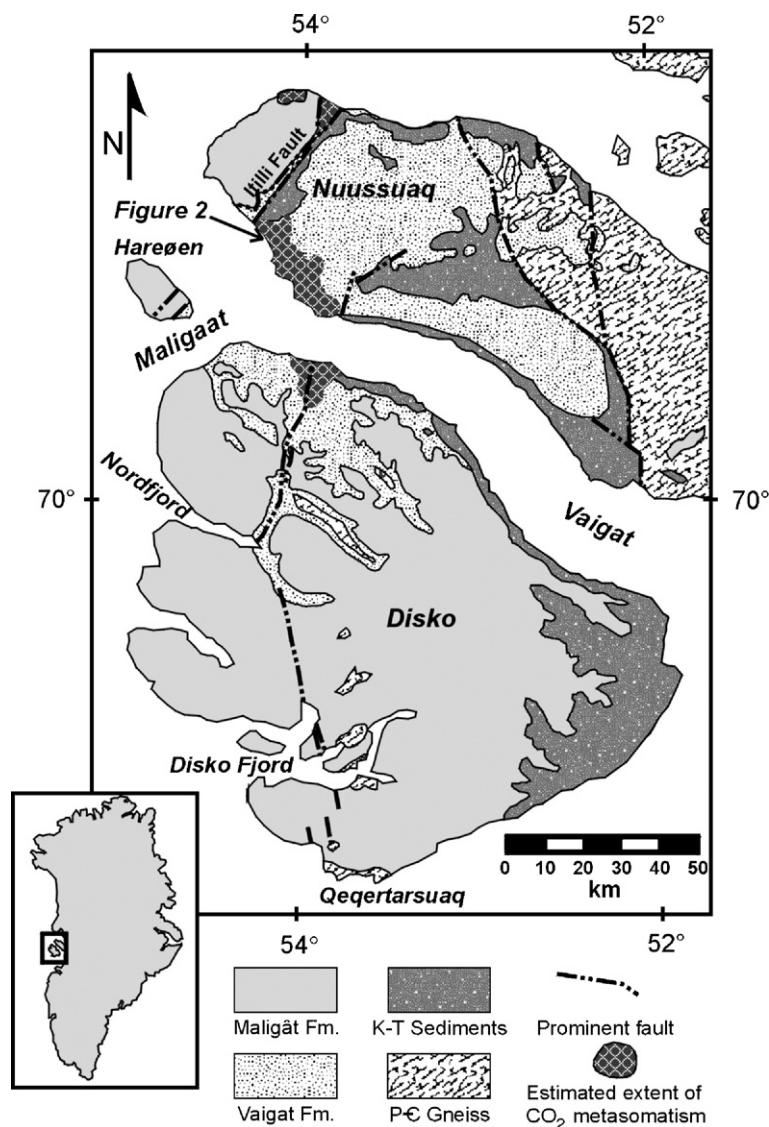 54° 52°
N
Itilli Fault
Nuussuaq
Figure 2
Hareøen
Maligaat
Nordfjord
70° 70°
Vaigat
Disko
Disko Fjord
0 10 20 30 40 50
km
Qeqertarsuaq
54° 52°
Maligât Fm.
K-T Sediments
Prominent fault
Vaigat Fm.
P-Є Gneiss
Estimated extent of
CO₂ metasomatism